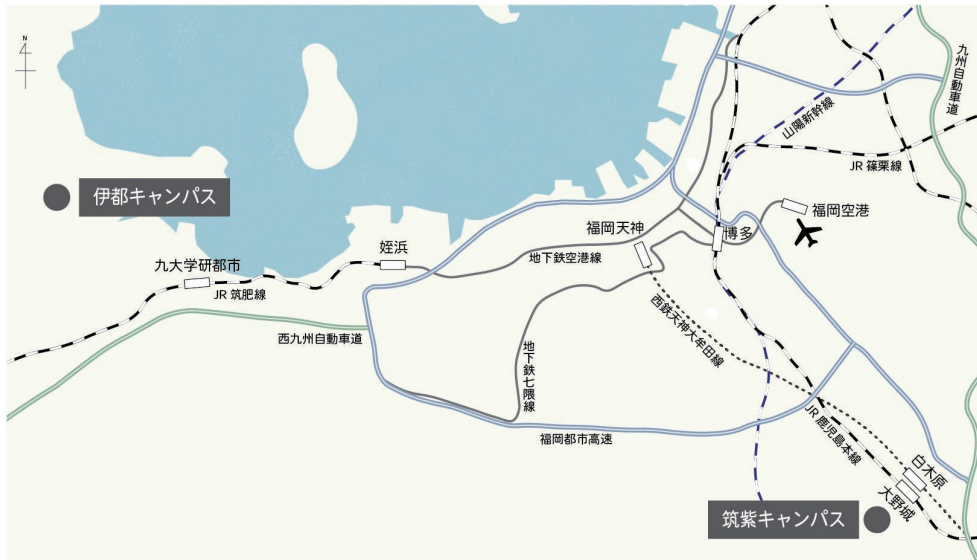 N
九州自動車道
山陽新幹線
JR 篠栗線
伊都キャンパス
福岡空港
福岡天神
博多
姪浜
地下鉄空港線
九大学研都市
JR 筑肥線
西九州自動車道
西鉄天神大牟田線
地下鉄七隈線
JR 鹿児島本線
福岡都市高速
白木原
大野城
筑紫キャンパス